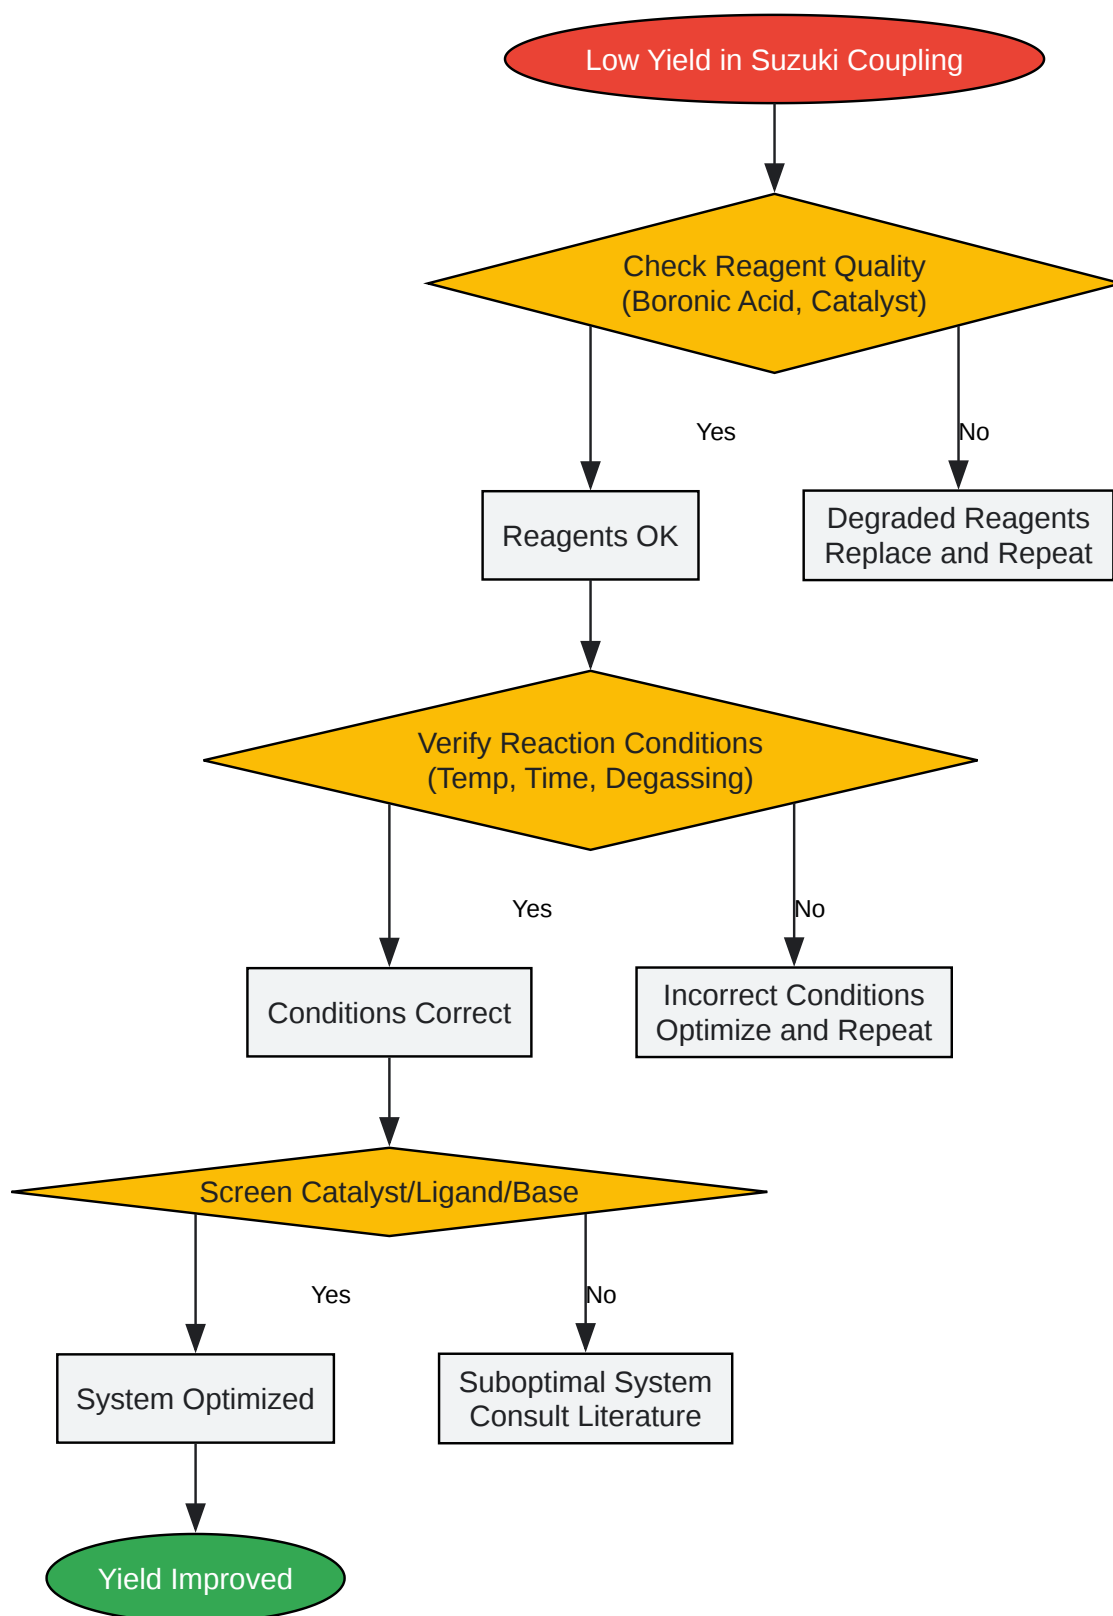 Low Yield in Suzuki Coupling
Check Reagent Quality
(Boronic Acid, Catalyst)
Yes
No
Reagents OK
Degraded Reagents
Replace and Repeat
Verify Reaction Conditions
(Temp, Time, Degassing)
Yes
No
Conditions Correct
Incorrect Conditions
Optimize and Repeat
Screen Catalyst/Ligand/Base
Yes
No
System Optimized
Suboptimal System
Consult Literature
Yield Improved